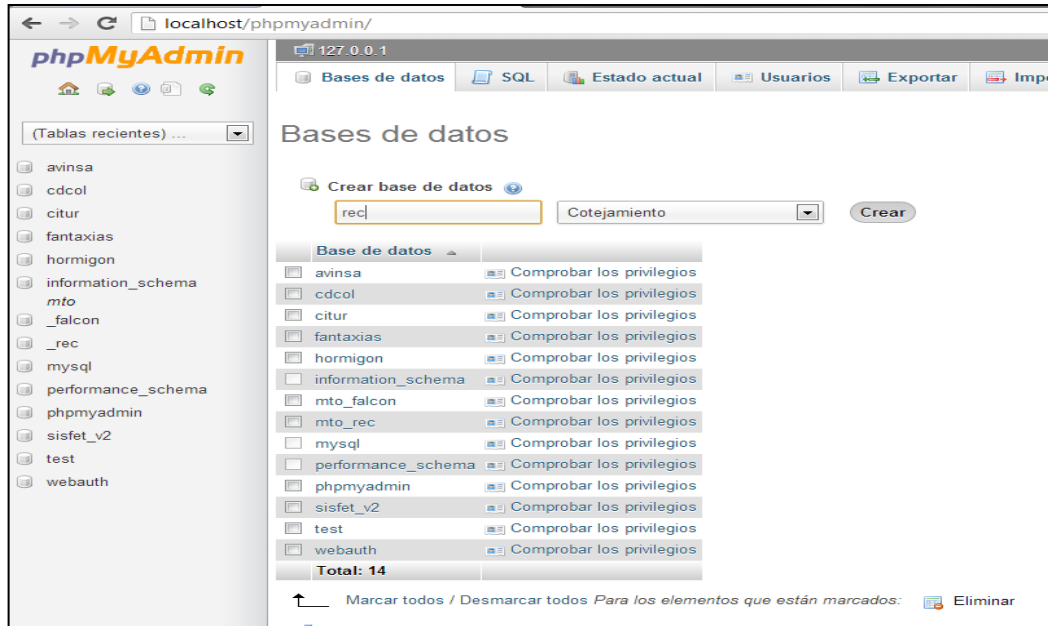 localhost/phpmyadmin/
phpMyAdmin
(Tablas recientes) ...
avinsa
cdcol
citur
fantaxias
hormigon
information_schema
mto
_falcon
_rec
mysql
performance_schema
phpmyadmin
sisfet_v2
test
webauth
127.0.0.1
Bases de datos SQL Estado actual Usuarios Exportar Impo
Bases de datos
Crear base de datos
rec Cotejamiento Crear
Base de datos
avinsa Comprobar los privilegios
cdcol Comprobar los privilegios
citur Comprobar los privilegios
fantaxias Comprobar los privilegios
hormigon Comprobar los privilegios
information_schema Comprobar los privilegios
mto_falcon Comprobar los privilegios
mto_rec Comprobar los privilegios
mysql Comprobar los privilegios
performance_schema Comprobar los privilegios
phpmyadmin Comprobar los privilegios
sisfet_v2 Comprobar los privilegios
test Comprobar los privilegios
webauth Comprobar los privilegios
Total: 14
Marcar todos / Desmarcar todos Para los elementos que están marcados: Eliminar